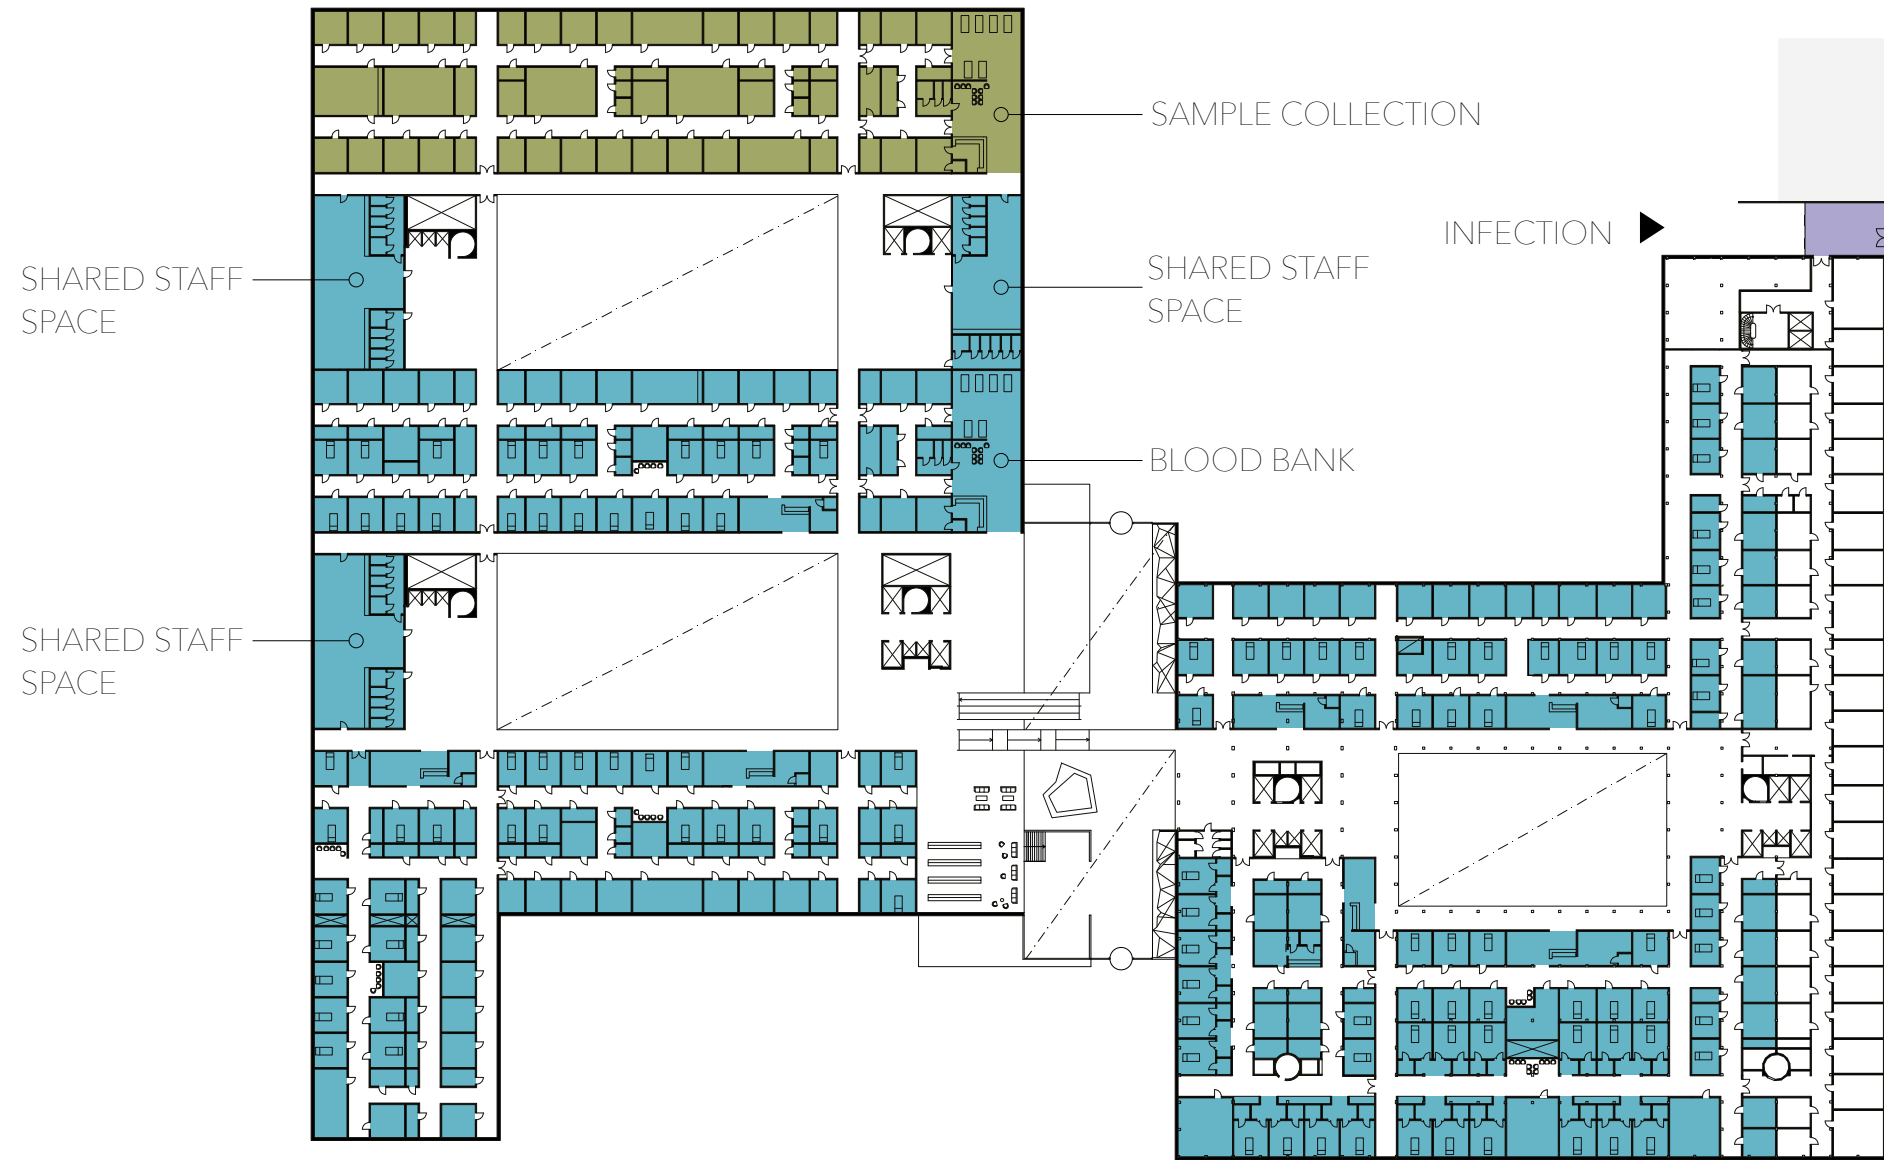 SAMPLE COLLECTION
INFECTION
SHARED STAFF
SPACE
SHARED STAFF
SPACE
BLOOD BANK
SHARED STAFF
SPACE